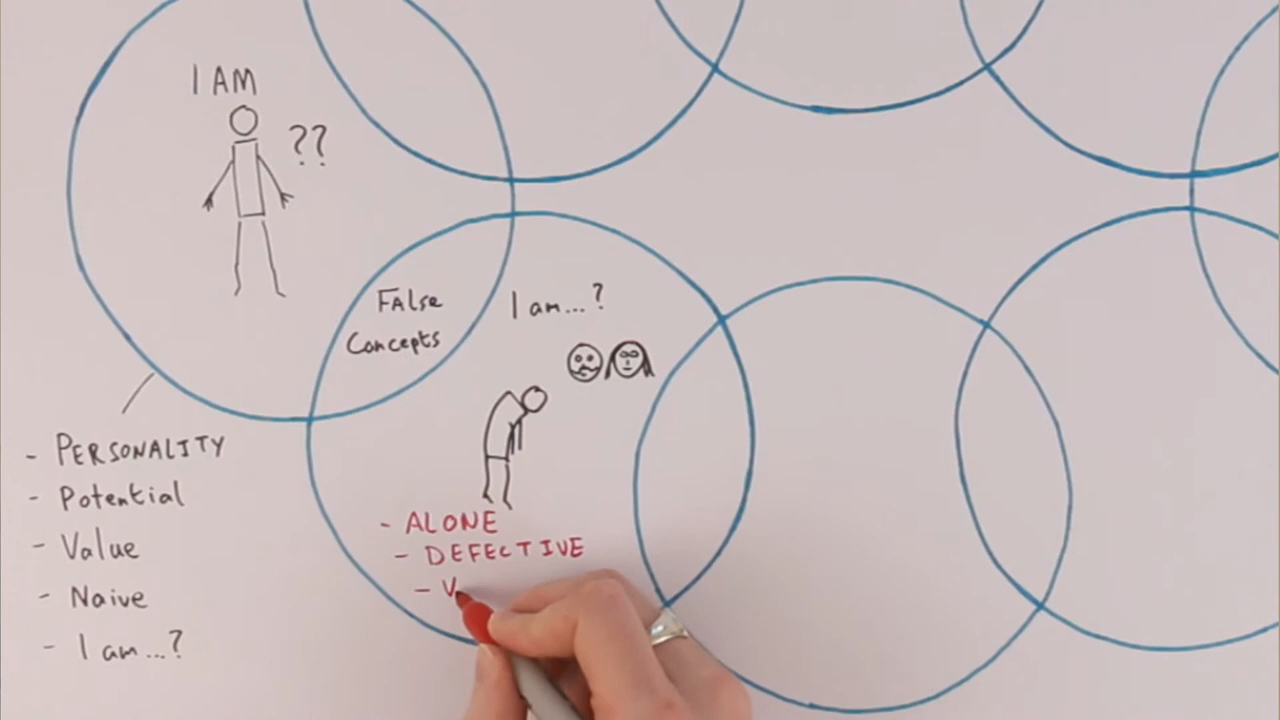 I AM
??
False
Concepts
I am...?
- PERSONALITY
- Potential
- Value
- Naive
- I am...?
- ALONE
- DEFECTIVE
- V